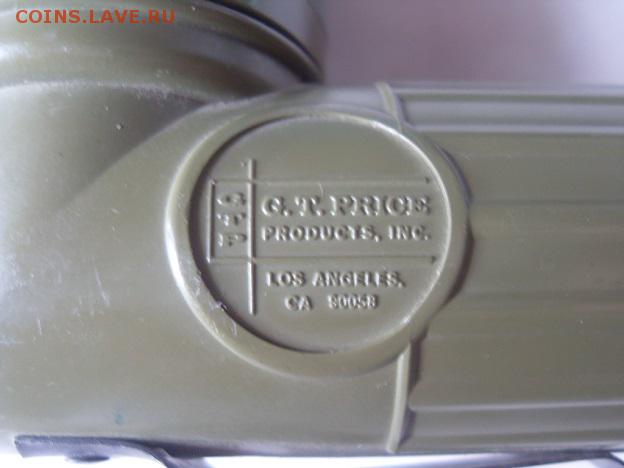 COINS.LAVE.RU
G.T. PRICE
PRODUCTS, INC.
LOS ANGELES,
CA 90058